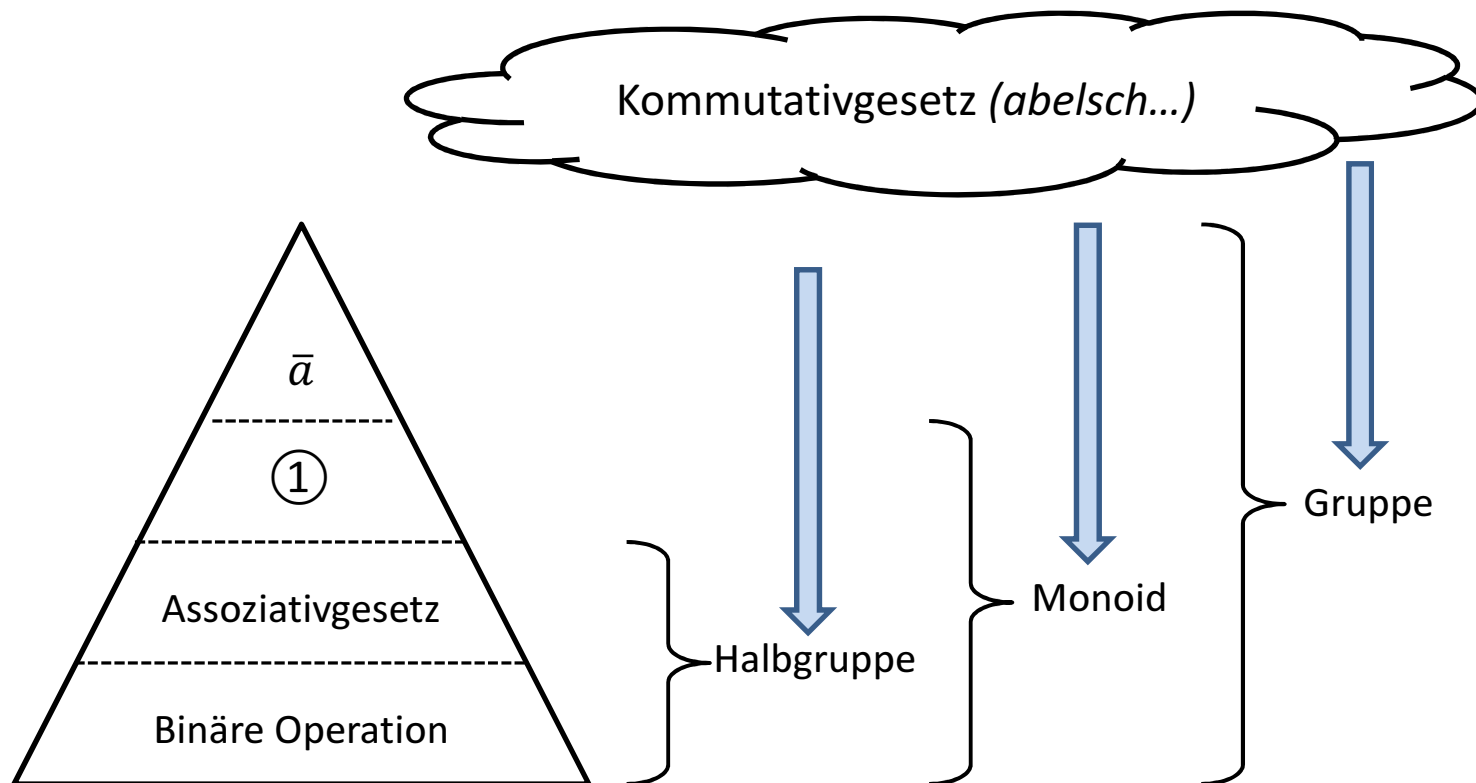 Kommutativgesetz (abelsch...)
a̅
①
Gruppe
Assoziativgesetz
Monoid
Halbgruppe
Binäre Operation